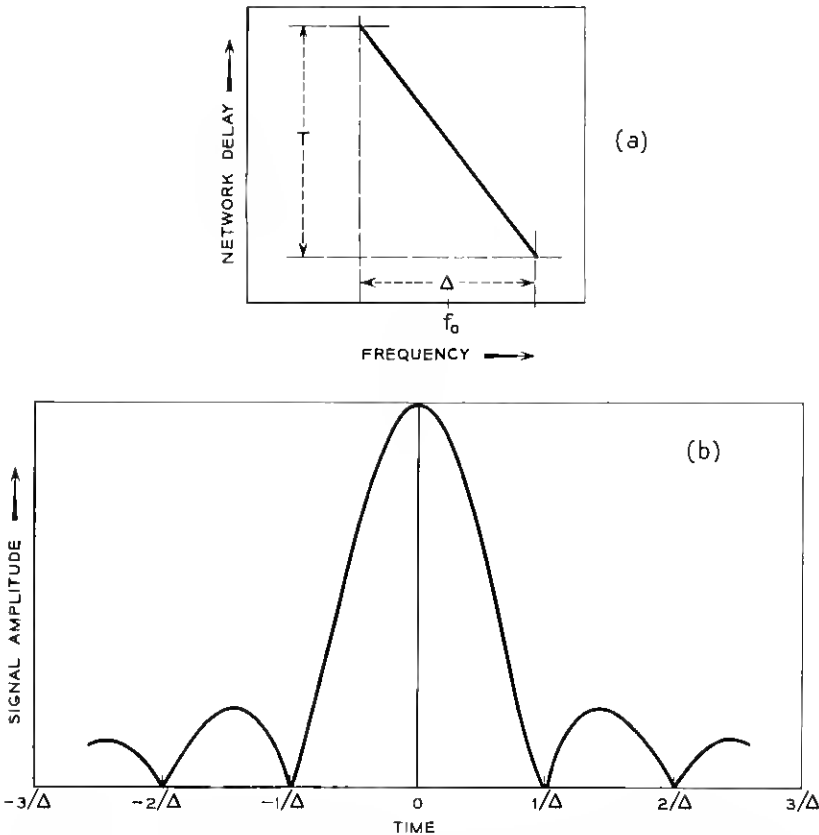 NETWORK DELAY
T
(a)
Δ
f₀
FREQUENCY
(b)
SIGNAL AMPLITUDE
-3/Δ -2/Δ -1/Δ 0 1/Δ 2/Δ 3/Δ
TIME